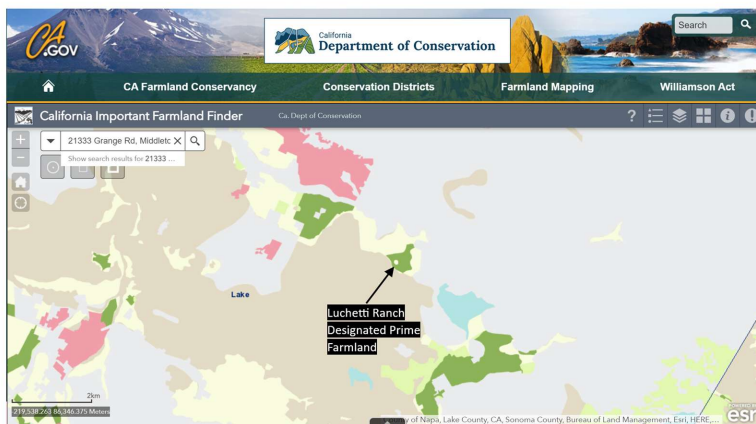 CA.GOV
California
Department of Conservation
Search
CA Farmland Conservancy
Conservation Districts
Farmland Mapping
Williamson Act
California Important Farmland Finder
Ca. Dept of Conservation
?
+
21333 Grange Rd, Middletc X
−
Show search results for 21333 ...
Lake
Luchetti Ranch
Designated Prime
Farmland
2km
219,538.263 86,346.375 Meters
of Napa, Lake County, CA, Sonoma County, Bureau of Land Management, Esri, HERE,...
esri